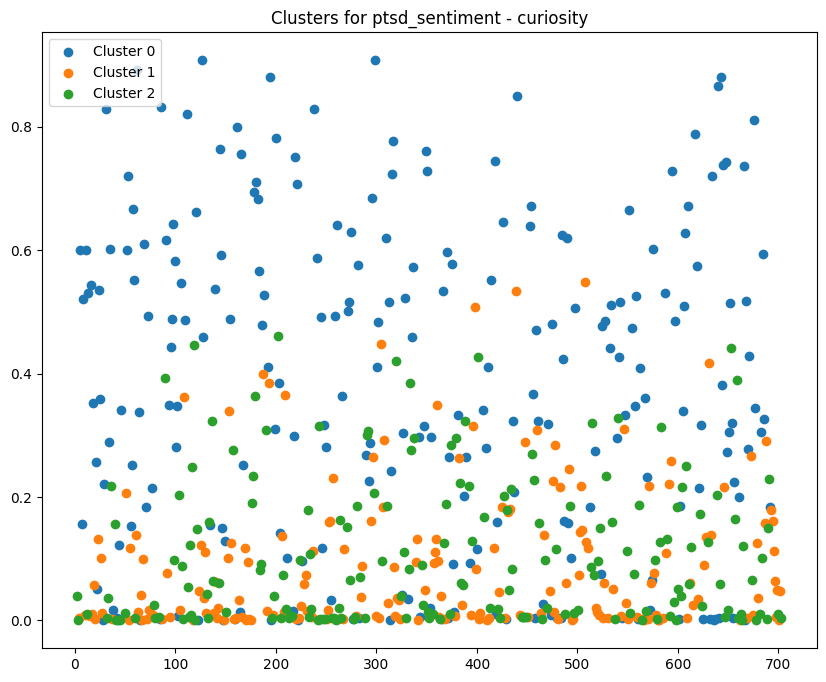 Clusters for ptsd_sentiment - curiosity
Cluster 0
Cluster 1
Cluster 2
0.8
0.6
0.4
0.2
0.0
0 100 200 300 400 500 600 700